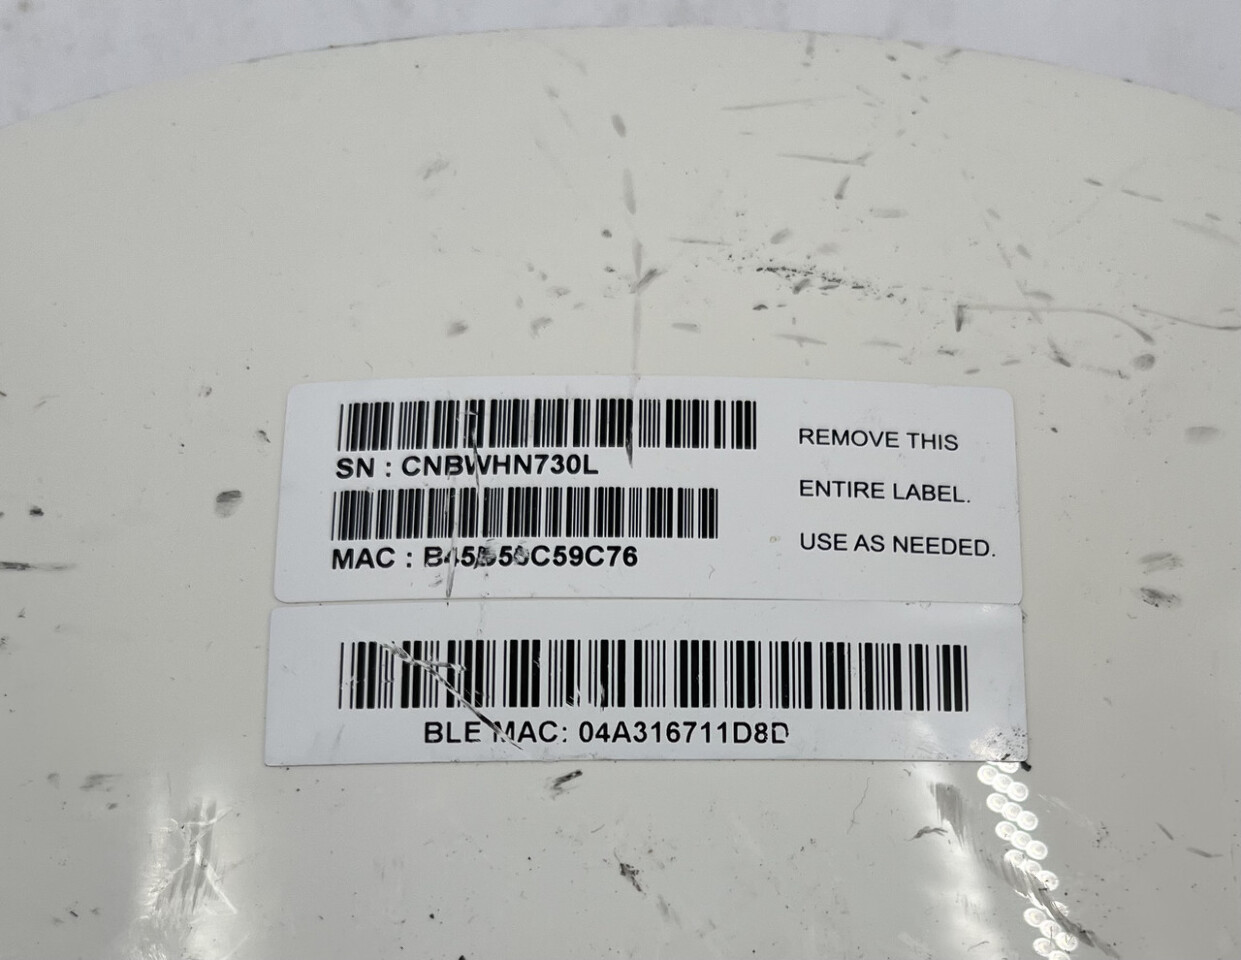 SN : CNBWHN730L
MAC :
BLE MAC: 04A316711D8D
REMOVE THIS
ENTIRE LABEL.
USE AS NEEDED.